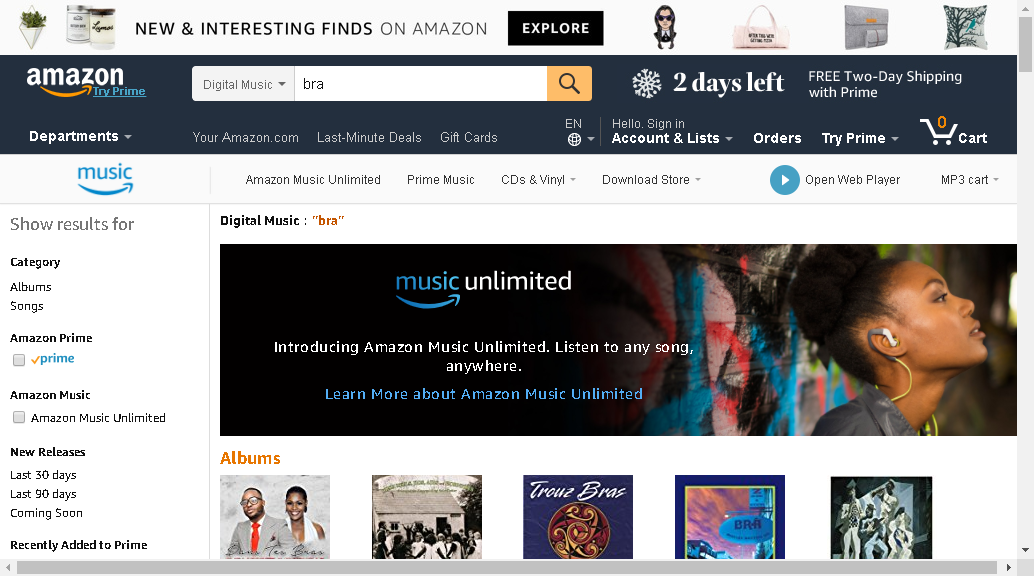 NEW & INTERESTING FINDS ON AMAZON EXPLORE
amazon
Try Prime
Digital Music
bra
2 days left
FREE Two-Day Shipping
with Prime
Departments
Your Amazon.com Last-Minute Deals Gift Cards
EN
Hello. Sign in
Account & Lists
Orders
Try Prime
0
Cart
music
Amazon Music Unlimited Prime Music CDs & Vinyl Download Store Open Web Player MP3 cart
Show results for
Category
Albums
Songs
Amazon Prime
prime
Amazon Music
Amazon Music Unlimited
New Releases
Last 30 days
Last 90 days
Coming Soon
Recently Added to Prime
Digital Music : "bra"
music unlimited
Introducing Amazon Music Unlimited. Listen to any song,
anywhere.
Learn More about Amazon Music Unlimited
Albums
Dans Tes Bras
Trouz Bras
BRA